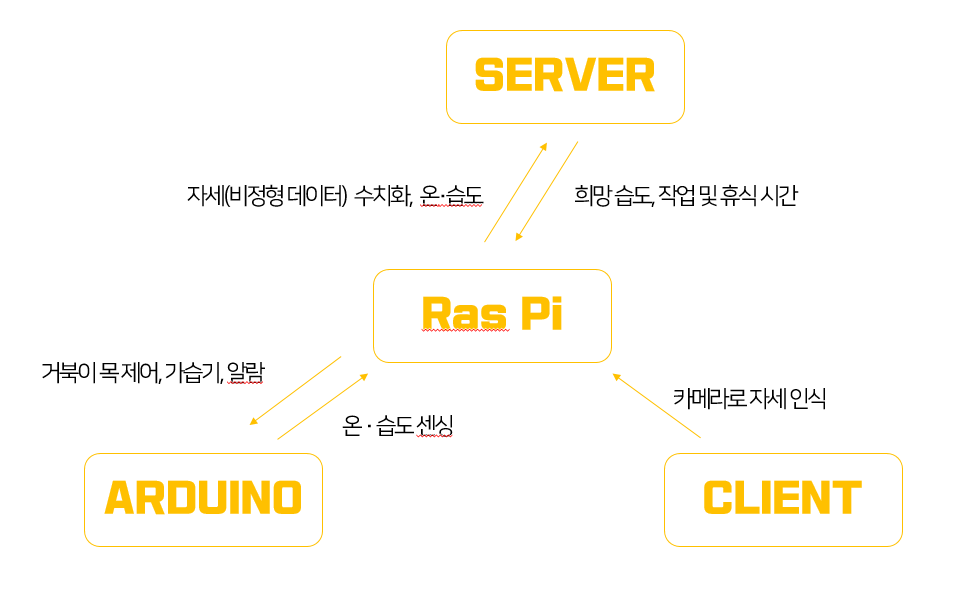 SERVER
자세(비정형 데이터) 수치화, 온·습도
희망 습도, 작업 및 휴식 시간
Ras Pi
거북이 목 제어, 가습기, 알람
온 · 습도 센싱
카메라로 자세 인식
ARDUINO
CLIENT